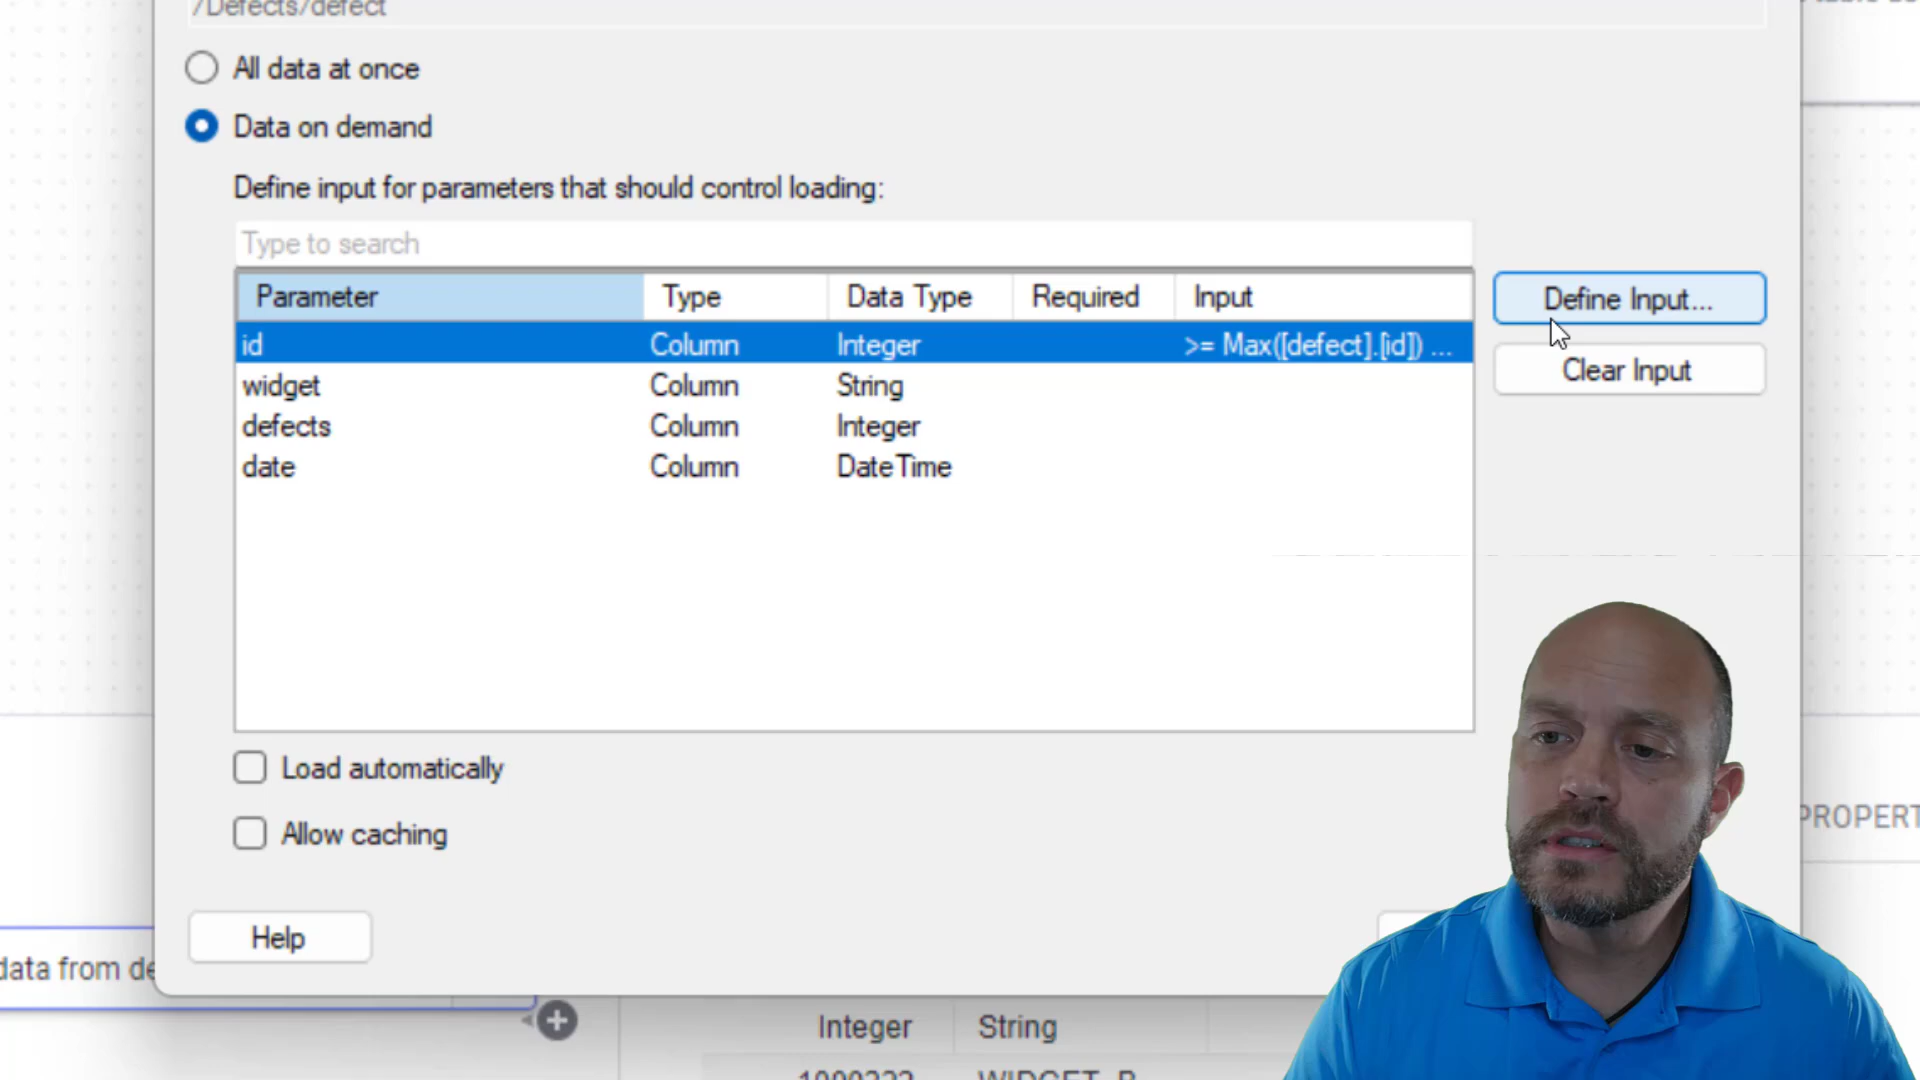 /Defects/defect
All data at once
Data on demand
Define input for parameters that should control loading:
Type to search
Parameter Type Data Type Required Input
id Column Integer >= Max([defect].[id]) ...
widget Column String
defects Column Integer
date Column DateTime
Define Input...
Clear Input
Load automatically
Allow caching
Help
data from de
Integer String
PROPERT